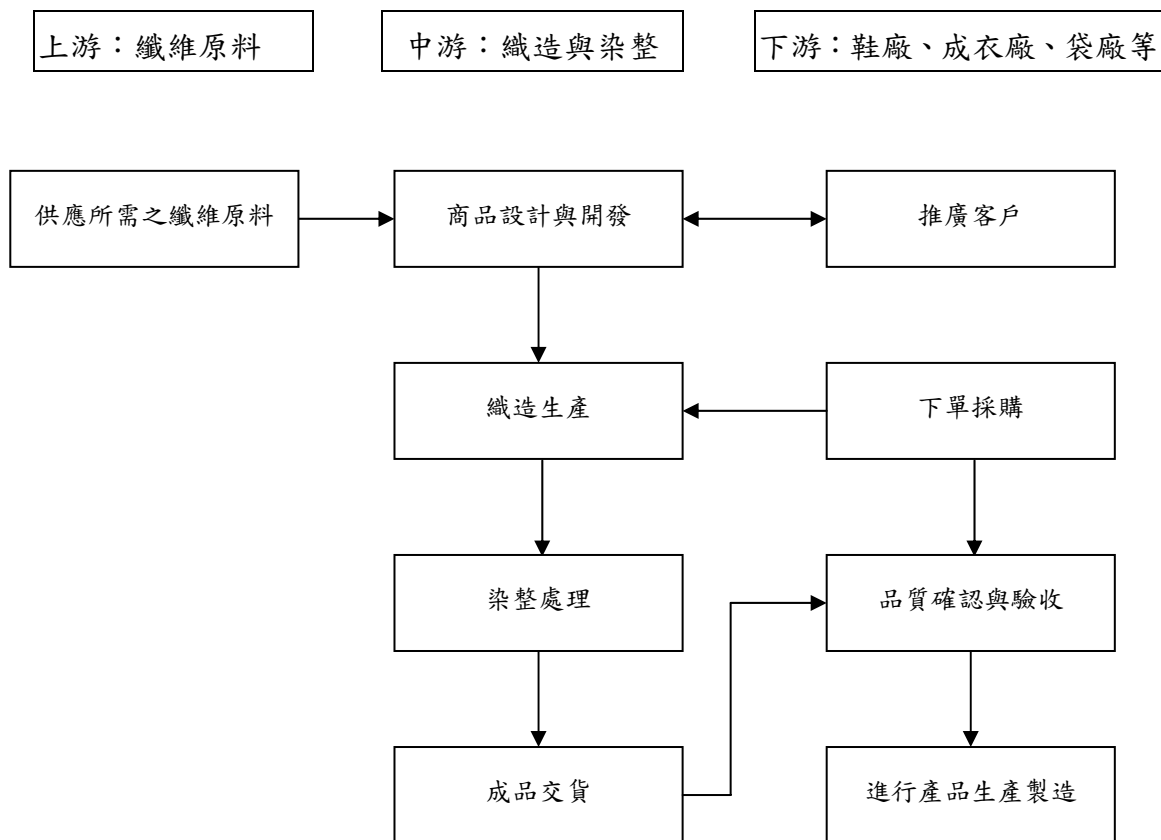 上游：纖維原料
中游：織造與染整
下游：鞋廠、成衣廠、袋廠等
供應所需之纖維原料
商品設計與開發
推廣客戶
織造生產
下單採購
染整處理
品質確認與驗收
成品交貨
進行產品生產製造